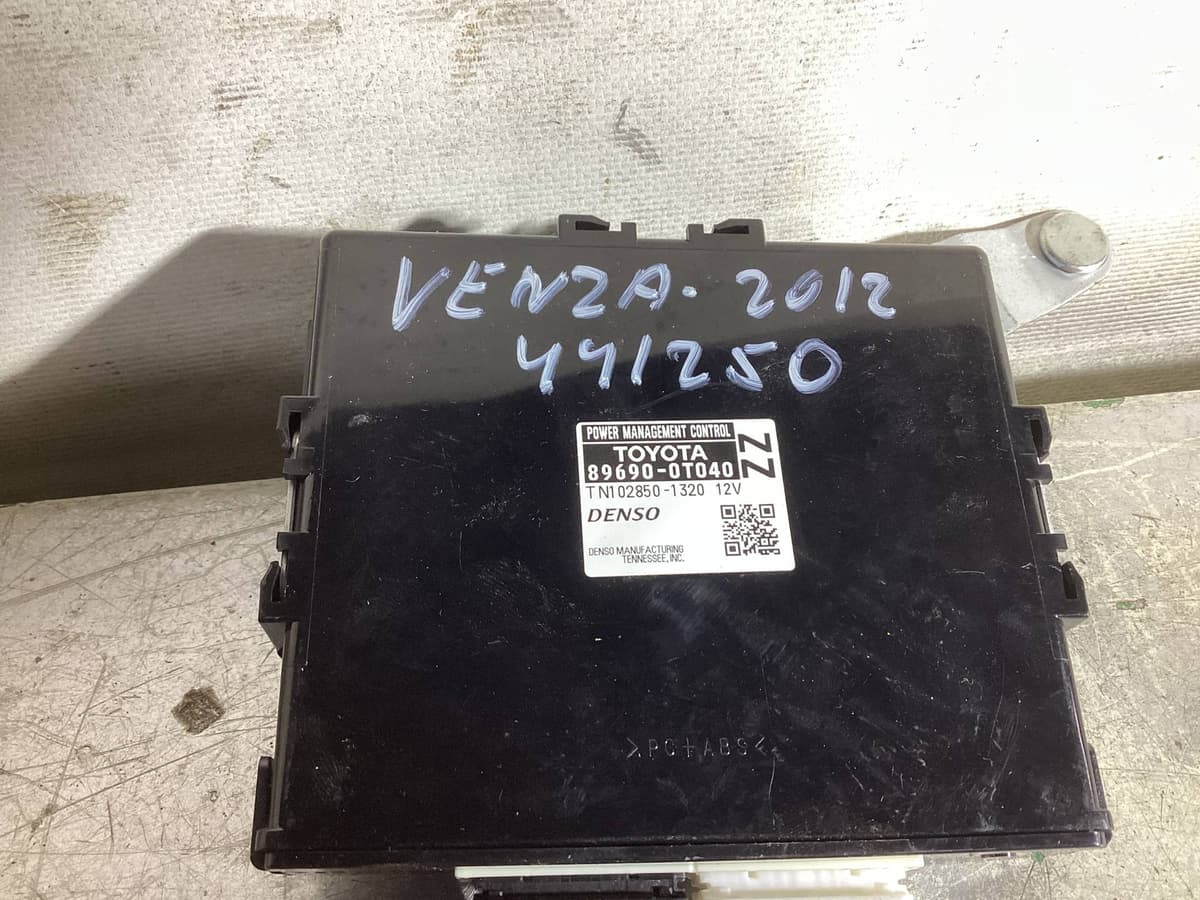 VENZA. 2012
441250
POWER MANAGEMENT CONTROL
ZZ
TOYOTA
89690-0T040
TN102850-1320 12V
DENSO
DENSO MANUFACTURING
TENNESSEE, INC.
>PC+ABS<